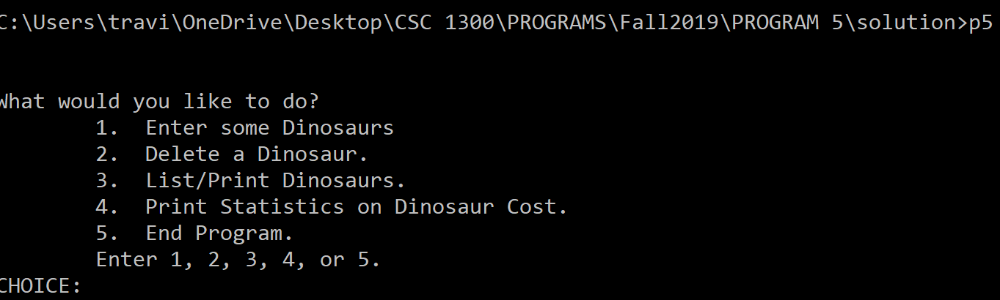 C:\Users\travi\OneDrive\Desktop\CSC 1300\PROGRAMS\Fall2019\PROGRAM 5\solution>p5
What would you like to do?
1. Enter some Dinosaurs
2. Delete a Dinosaur.
3. List/Print Dinosaurs.
4. Print Statistics on Dinosaur Cost.
5. End Program.
Enter 1, 2, 3, 4, or 5.
CHOICE: